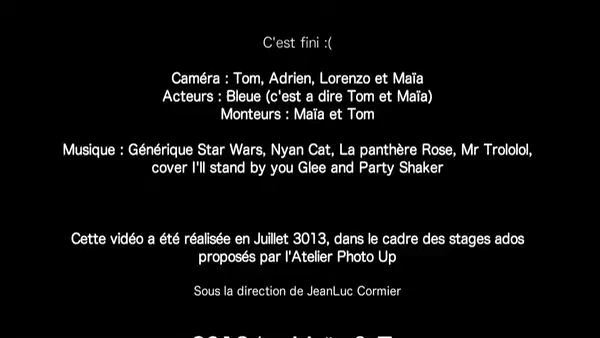 C'est fini :(
Caméra : Tom, Adrien, Lorenzo et Maïa
Acteurs : Bleue (c'est a dire Tom et Maïa)
Monteurs : Maïa et Tom
Musique : Générique Star Wars, Nyan Cat, La panthère Rose, Mr Trololol,
cover I'll stand by you Glee and Party Shaker
Cette vidéo a été réalisée en Juillet 3013, dans le cadre des stages ados
proposés par l'Atelier Photo Up
Sous la direction de JeanLuc Cormier